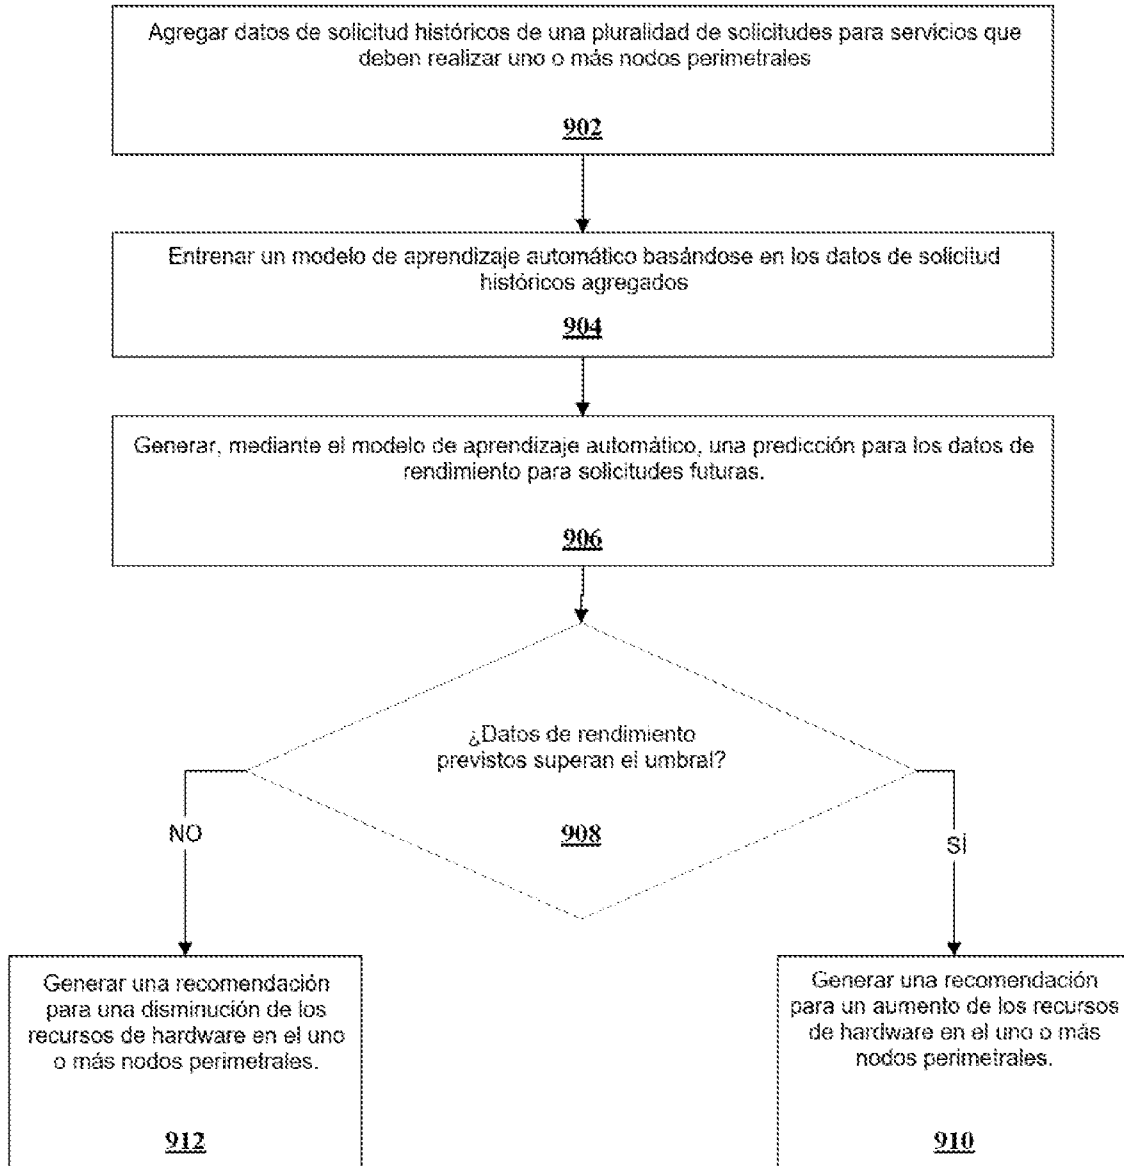 Agregar datos de solicitud históricos de una pluralidad de solicitudes para servicios que
deben realizar uno o más nodos perimetrales
902
Entrenar un modelo de aprendizaje automático basándose en los datos de solicitud
históricos agregados
904
Generar, mediante el modelo de aprendizaje automático, una predicción para los datos de
rendimiento para solicitudes futuras.
906
¿Datos de rendimiento
previstos superan el umbral?
908
NO
SÍ
Generar una recomendación
para una disminución de los
recursos de hardware en el uno
o más nodos perimetrales.
912
Generar una recomendación
para un aumento de los recursos
de hardware en el uno o más
nodos perimetrales.
910